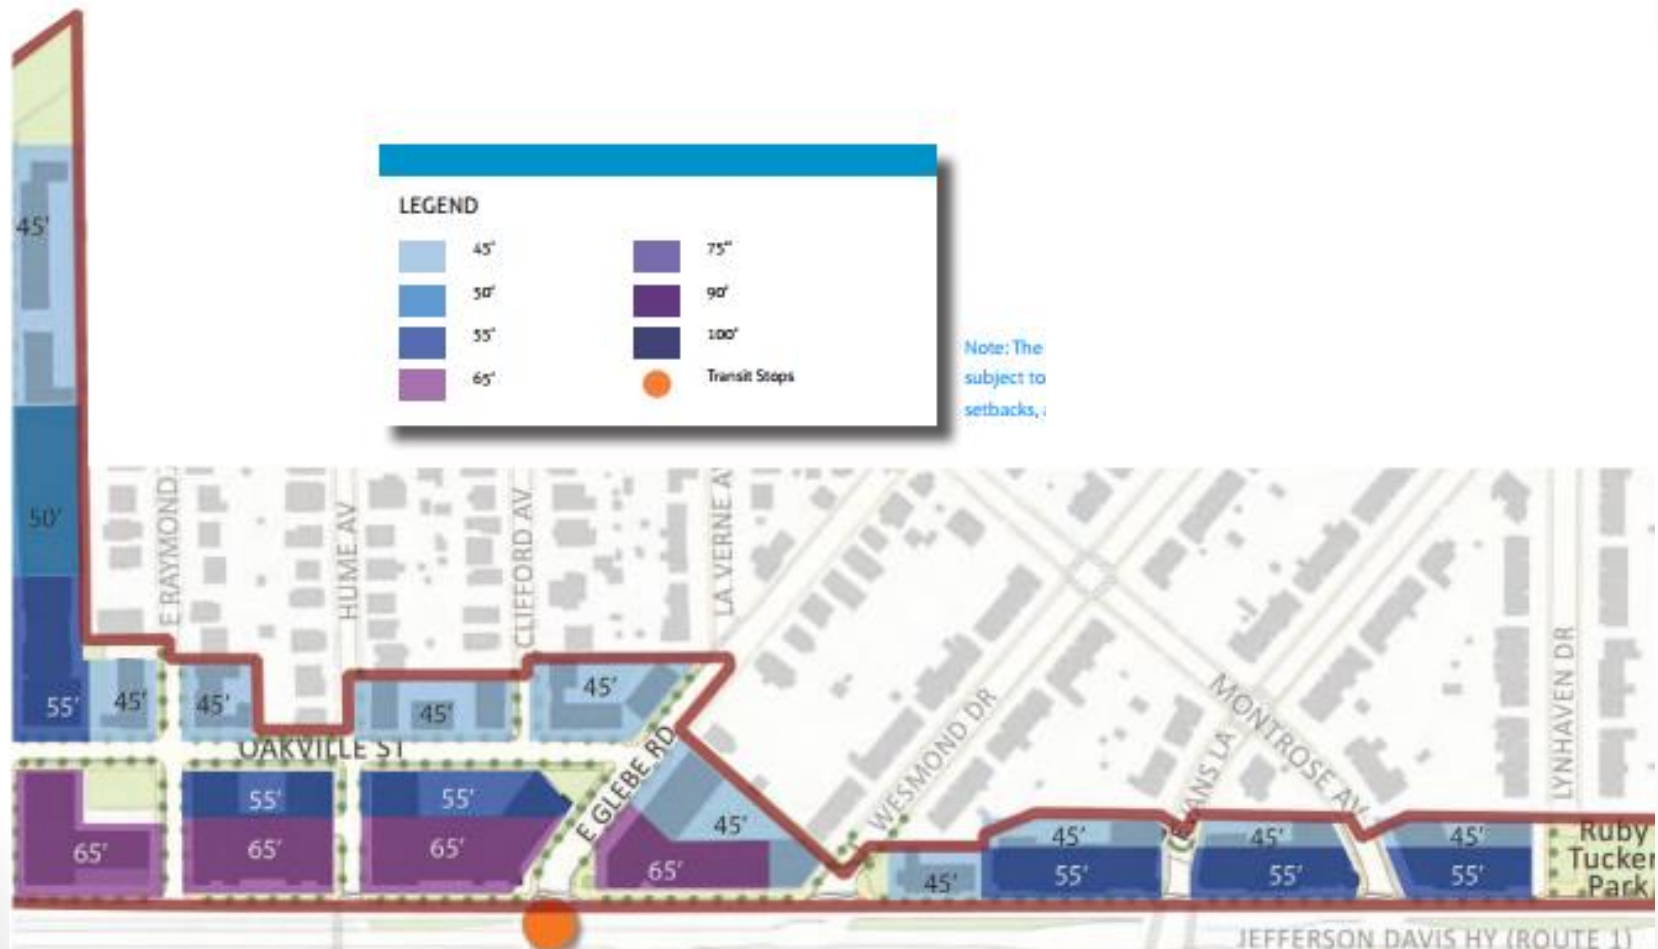 LEGEND
45'
75'
50'
90'
55'
100'
65'
Transit Stops
Note: The
subject to
setbacks,
45'
50'
55'
45'
45'
45'
45'
E RAYMOND
HUME AV
CLIFFORD AV
LA VERNE A
OAKVILLE ST
E GLEBE RD
WESMOND DR
EVANS LA
MONTROSE AV
LYNHAVEN DR
55'
55'
65'
65'
65'
65'
45'
45'
45'
55'
45'
55'
45'
55'
Ruby
Tucker
Park
JEFFERSON DAVIS HY (ROUTE 1)